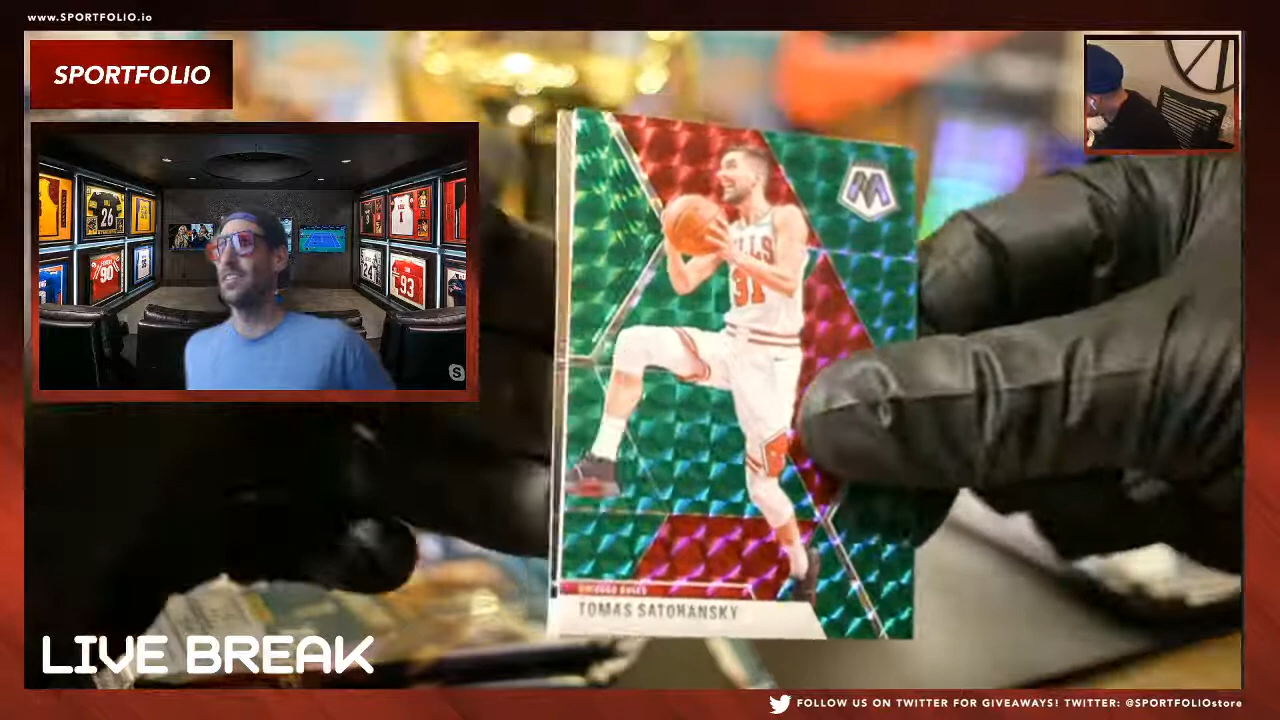 www.SPORTFOLIO.io
SPORTFOLIO
26
90
93
24
BULLS
31
CHICAGO BULLS
TOMAS SATORANSKY
LIVE BREAK
FOLLOW US ON TWITTER FOR GIVEAWAYS! TWITTER: @SPORTFOLIOstore